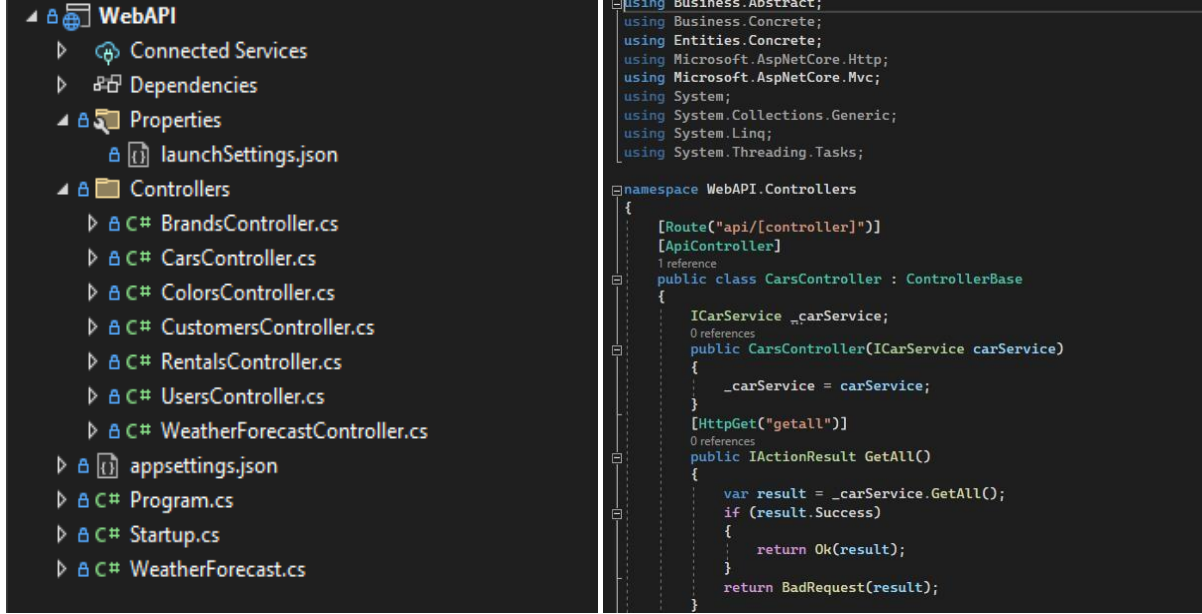 WebAPI
Connected Services
Dependencies
Properties
launchSettings.json
Controllers
C# BrandsController.cs
C# CarsController.cs
C# ColorsController.cs
C# CustomersController.cs
C# RentalsController.cs
C# UsersController.cs
C# WeatherForecastController.cs
appsettings.json
C# Program.cs
C# Startup.cs
C# WeatherForecast.cs
using Business.Abstract;
using Business.Concrete;
using Entities.Concrete;
using Microsoft.AspNetCore.Http;
using Microsoft.AspNetCore.Mvc;
using System;
using System.Collections.Generic;
using System.Linq;
using System.Threading.Tasks;
namespace WebAPI.Controllers
{
[Route("api/[controller]")]
[ApiController]
1 reference
public class CarsController : ControllerBase
{
ICarService _carService;
0 references
public CarsController(ICarService carService)
{
_carService = carService;
}
[HttpGet("getall")]
0 references
public IActionResult GetAll()
{
var result = _carService.GetAll();
if (result.Success)
{
return Ok(result);
}
return BadRequest(result);
}